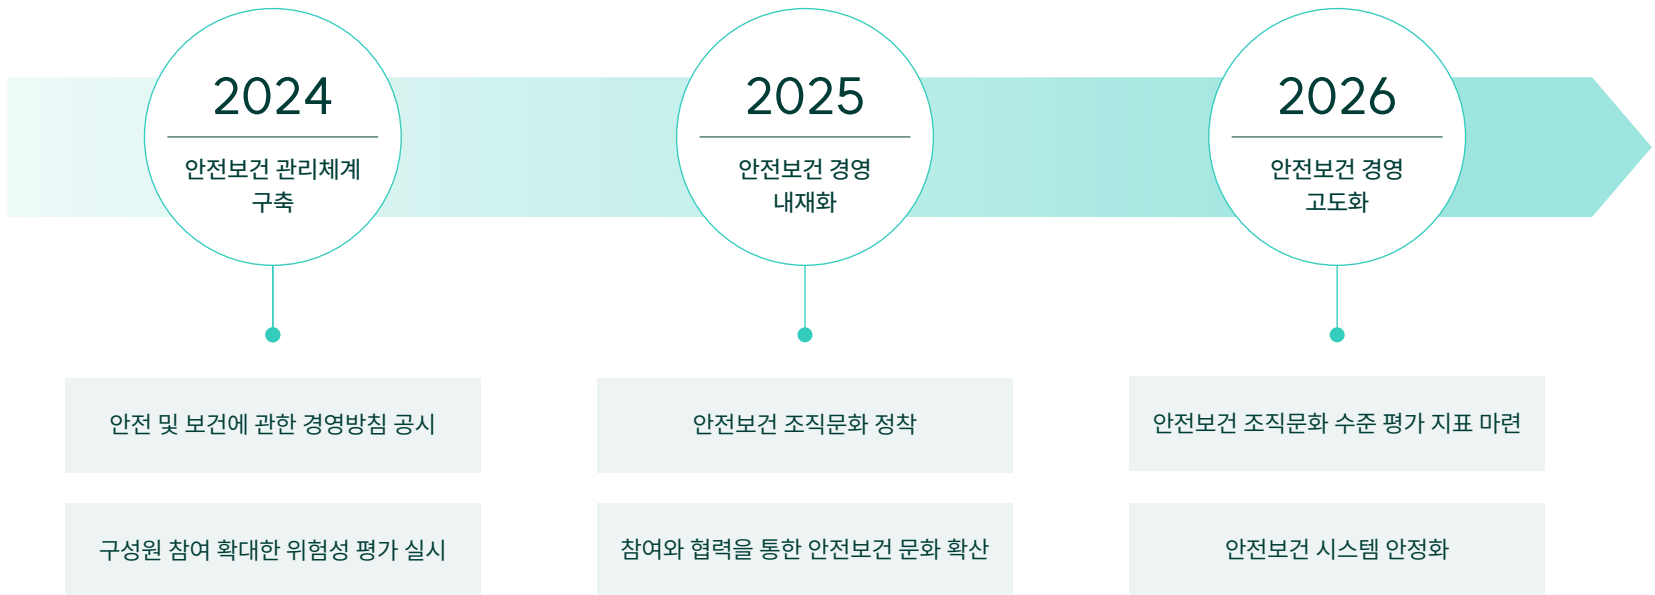 2024
안전보건 관리체계
구축
안전 및 보건에 관한 경영방침 공시
구성원 참여 확대한 위험성 평가 실시
2025
안전보건 경영
내재화
안전보건 조직문화 정착
참여와 협력을 통한 안전보건 문화 확산
2026
안전보건 경영
고도화
안전보건 조직문화 수준 평가 지표 마련
안전보건 시스템 안정화